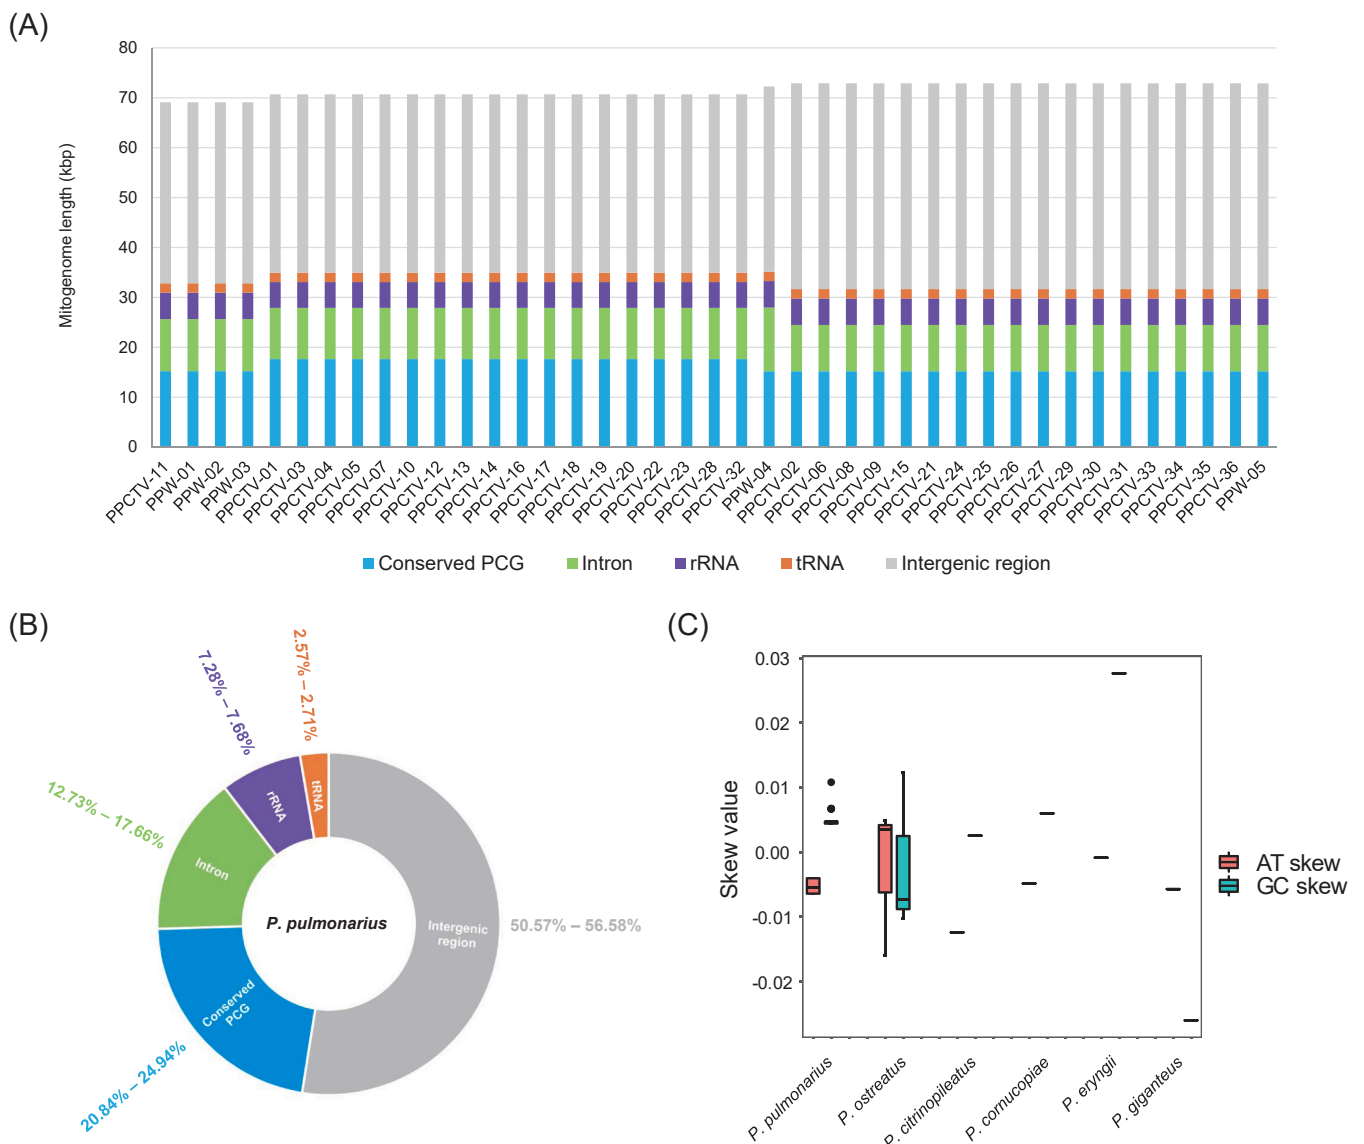 (A)
80
70
60
50
40
30
20
10
0
Mitogenome length (kbp)
PPCTV-11
PPW-01
PPW-02
PPW-03
PPCTV-01
PPCTV-03
PPCTV-04
PPCTV-05
PPCTV-07
PPCTV-10
PPCTV-12
PPCTV-13
PPCTV-14
PPCTV-16
PPCTV-17
PPCTV-18
PPCTV-19
PPCTV-20
PPCTV-22
PPCTV-23
PPCTV-28
PPCTV-32
PPW-04
PPCTV-02
PPCTV-06
PPCTV-08
PPCTV-09
PPCTV-15
PPCTV-21
PPCTV-24
PPCTV-25
PPCTV-26
PPCTV-27
PPCTV-29
PPCTV-30
PPCTV-31
PPCTV-33
PPCTV-34
PPCTV-35
PPCTV-36
PPW-05
Conserved PCG
Intron
rRNA
tRNA
Intergenic region
(B)
2.57% – 2.71%
7.28% – 7.68%
12.73% – 17.66%
20.84% – 24.94%
50.57% – 56.58%
tRNA
rRNA
Intron
Conserved
PCG
Intergenic
region
P. pulmonarius
(C)
0.03
0.02
0.01
0.00
-0.01
-0.02
Skew value
P. pulmonarius
P. ostreatus
P. citrinopileatus
P. cornucopiae
P. eryngii
P. giganteus
AT skew
GC skew